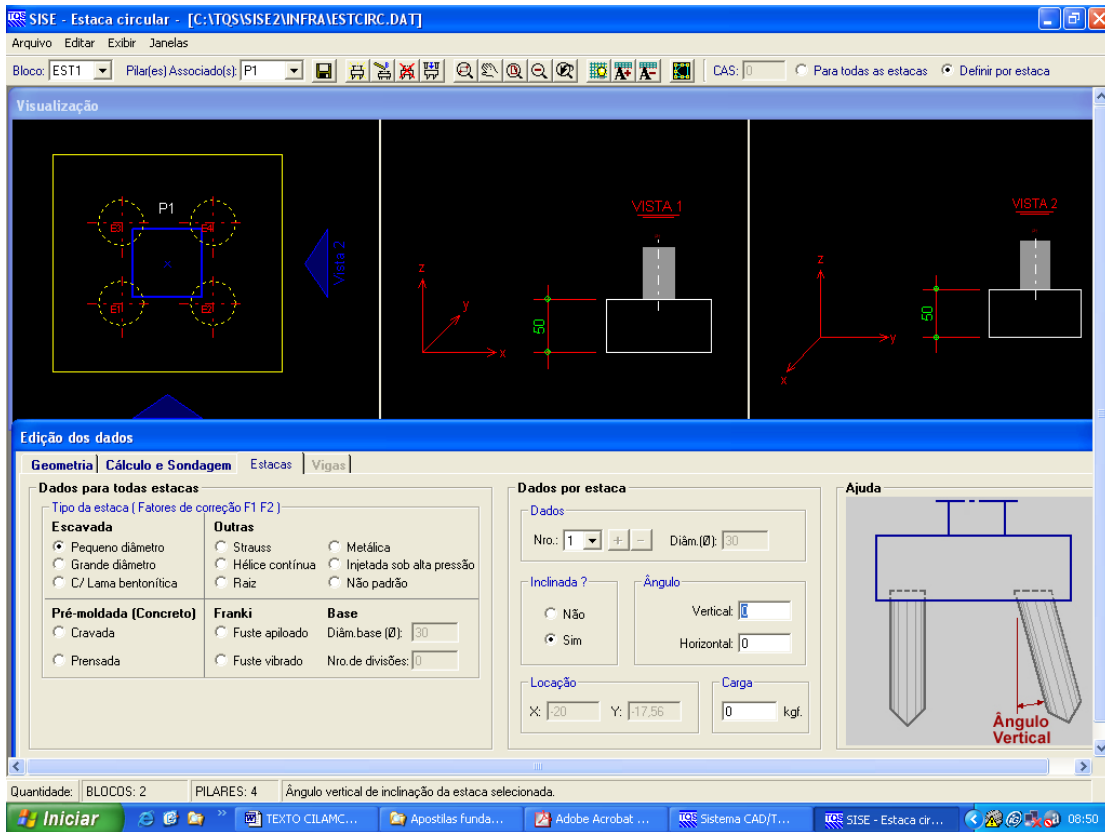 SISE - Estaca circular - [C:\TQS\SISE2\INFRA\ESTCIRC.DAT]
Arquivo Editar Exibir Janelas
Bloco: EST1 Pilar(es) Associado(s): P1 CAS: 0 Para todas as estacas Definir por estaca
Visualização
P1
E3 E4
E1 E2
Vista 2
VISTA 1
z
y
x
50
VISTA 2
z
y
x
50
Edição dos dados
Geometria Cálculo e Sondagem Estacas Vigas
Dados para todas estacas
Tipo da estaca ( Fatores de correção F1 F2 )
Escavada Outras
Pequeno diâmetro Strauss Metálica
Grande diâmetro Hélice contínua Injetada sob alta pressão
C/ Lama bentonítica Raiz Não padrão
Pré-moldada (Concreto) Franki Base
Cravada Fuste apiloado Diâm.base (Ø): 30
Prensada Fuste vibrado Nro.de divisões: 0
Dados por estaca
Dados
Nro.: 1 + - Diâm.(Ø): 30
Inclinada ? Ângulo
Não Vertical: 0
Sim Horizontal: 0
Locação Carga
X: -20 Y: -17,56 0 kgf.
Ajuda
Ângulo
Vertical
Quantidade: BLOCOS: 2 PILARES: 4 Ângulo vertical de inclinação da estaca selecionada.
Iniciar TEXTO CILAMC... Apostilas funda... Adobe Acrobat ... Sistema CAD/T... SISE - Estaca cir... 08:50